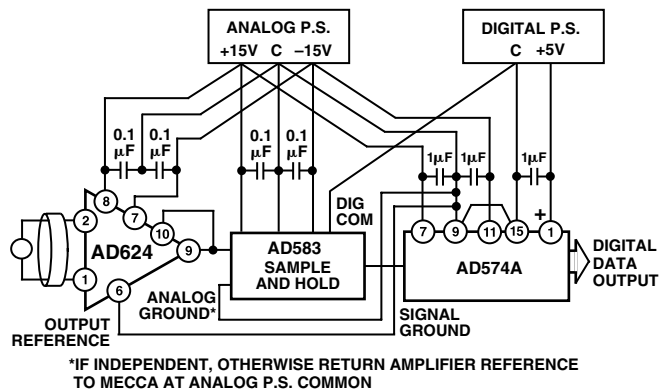 ANALOG P.S.
+15V C –15V
DIGITAL P.S.
C +5V
0.1 µF
0.1 µF
0.1 µF
0.1 µF
1µF
1µF
1µF
DIG COM
8
7
10
2
9
1
6
AD624
AD583
SAMPLE
AND HOLD
7
9
11
15
1
+
AD574A
DIGITAL
DATA
OUTPUT
ANALOG
GROUND*
OUTPUT
REFERENCE
SIGNAL
GROUND
*IF INDEPENDENT, OTHERWISE RETURN AMPLIFIER REFERENCE
TO MECCA AT ANALOG P.S. COMMON